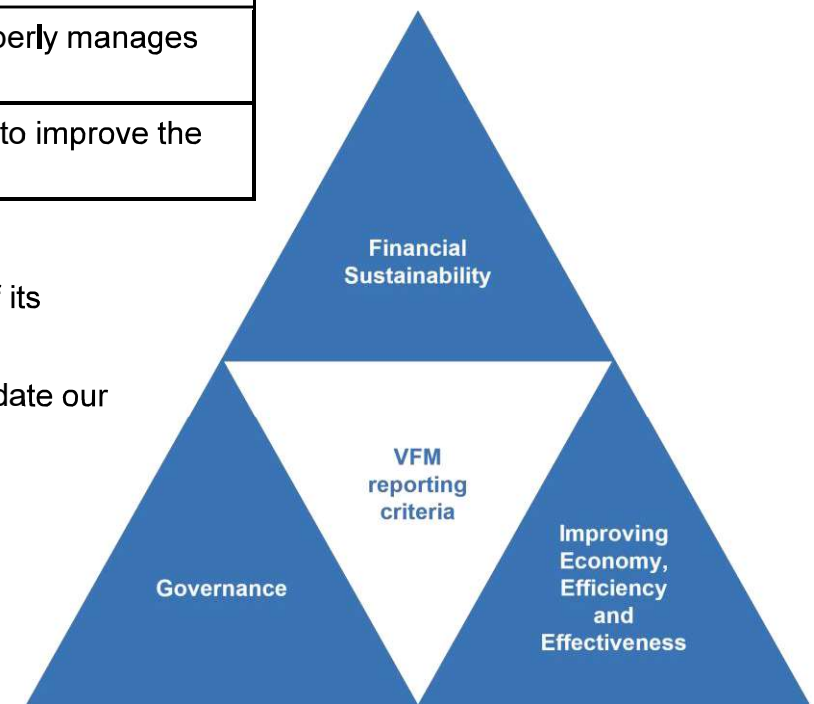 perly manages
to improve the
its
date our
Financial
Sustainability
VFM
reporting
criteria
Governance
Improving
Economy,
Efficiency
and
Effectiveness